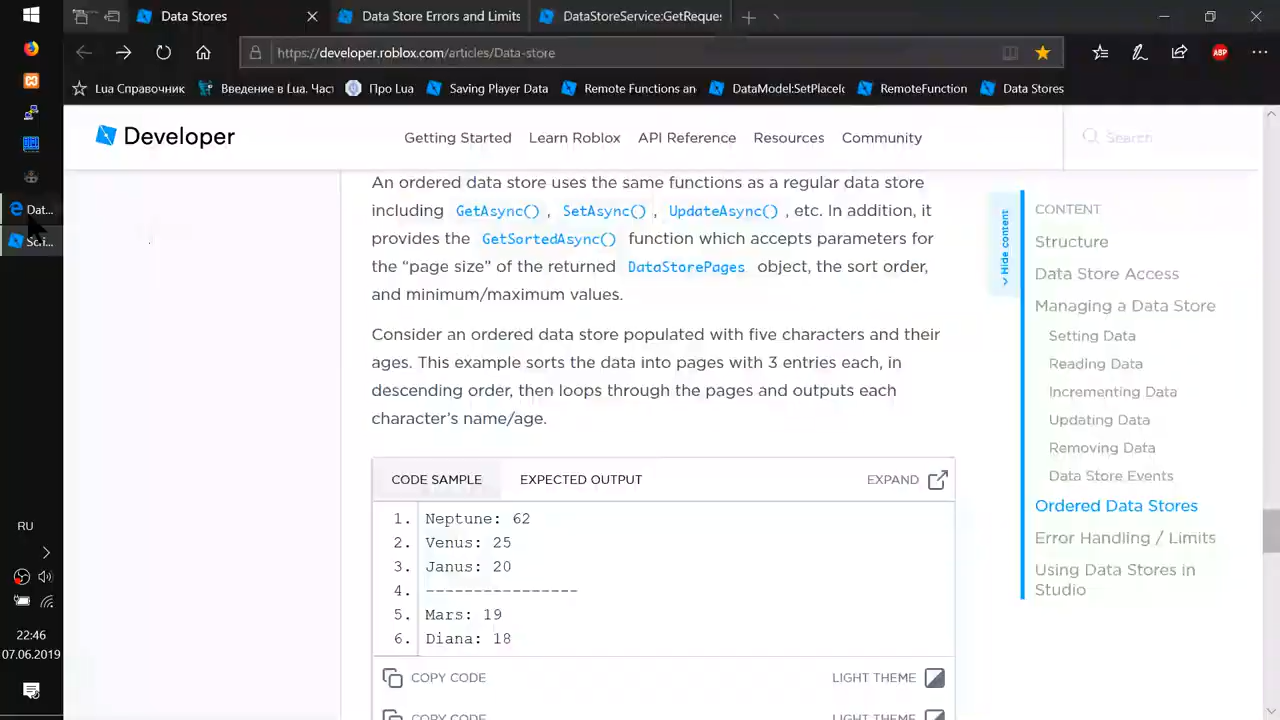 Data Stores
Data Store Errors and Limits
DataStoreService:GetReques
https://developer.roblox.com/articles/Data-store
ABP
Lua Справочник
Введение в Lua. Част
Про Lua
Saving Player Data
Remote Functions an
DataModel:SetPlaceId
RemoteFunction
Data Stores
Developer
Getting Started
Learn Roblox
API Reference
Resources
Community
Search
An ordered data store uses the same functions as a regular data store
including GetAsync() , SetAsync() , UpdateAsync() , etc. In addition, it
provides the GetSortedAsync() function which accepts parameters for
the “page size” of the returned DataStorePages object, the sort order,
and minimum/maximum values.
Consider an ordered data store populated with five characters and their
ages. This example sorts the data into pages with 3 entries each, in
descending order, then loops through the pages and outputs each
character’s name/age.
CODE SAMPLE
EXPECTED OUTPUT
EXPAND
1. Neptune: 62
2. Venus: 25
3. Janus: 20
4. ----------------
5. Mars: 19
6. Diana: 18
COPY CODE
LIGHT THEME
COPY CODE
LIGHT THEME
Hide content
CONTENT
Structure
Data Store Access
Managing a Data Store
Setting Data
Reading Data
Incrementing Data
Updating Data
Removing Data
Data Store Events
Ordered Data Stores
Error Handling / Limits
Using Data Stores in
Studio
Dat...
RU
22:46
07.06.2019